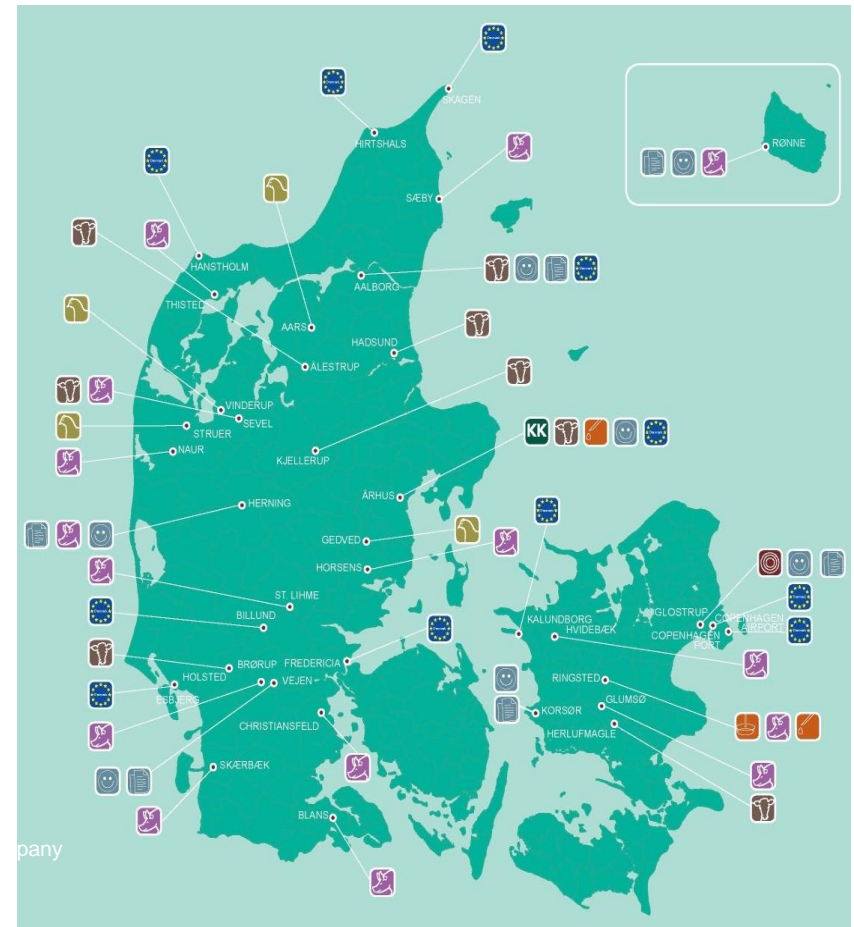 SKAGEN
HIRTSHALS
RØNNE
SÆBY
HANSTHOLM
AALBORG
THISTED
AARS
HADSUND
ÅLESTRUP
VINDERUP
SEVEL
STRUER
KK
NAUR
KJELLERUP
ÅRHUS
HERNING
GEDVED
HORSENS
ST. LIHME
BILLUND
KALUNDBORG
GLOSTRUP
COPENHAGEN
AIRPORT
HVIDEBÆK
COPENHAGEN
PORT
FREDERICIA
BRØRUP
HOLSTED
VEJEN
RINGSTED
ESBJERG
GLUMSØ
KORSØR
CHRISTIANSFELD
HERLUFMAGLE
SKÆRBÆK
BLANS
pany